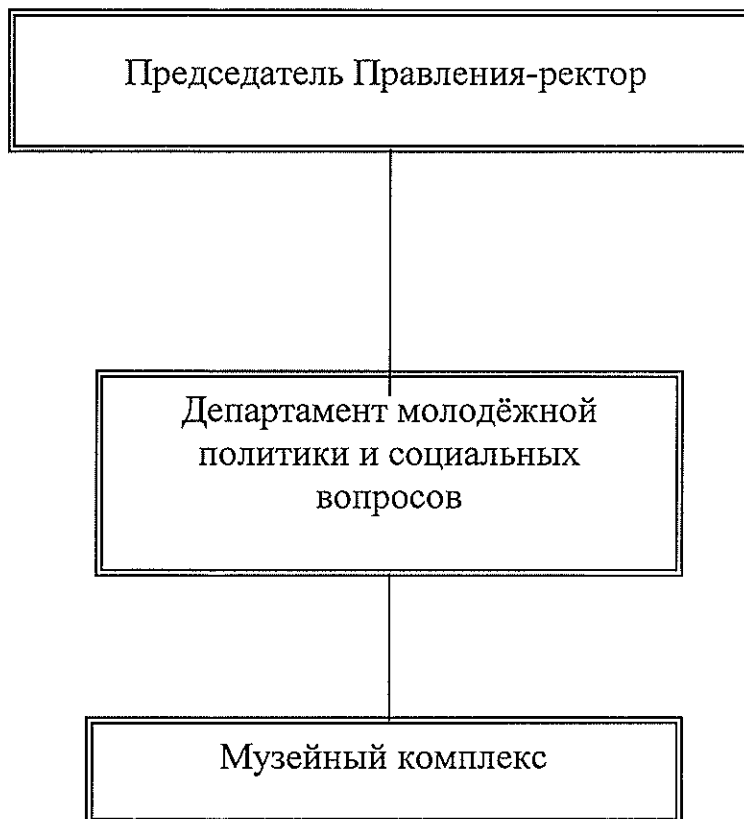 Председатель Правления-ректор
Департамент молодёжной
политики и социальных
вопросов
Музейный комплекс